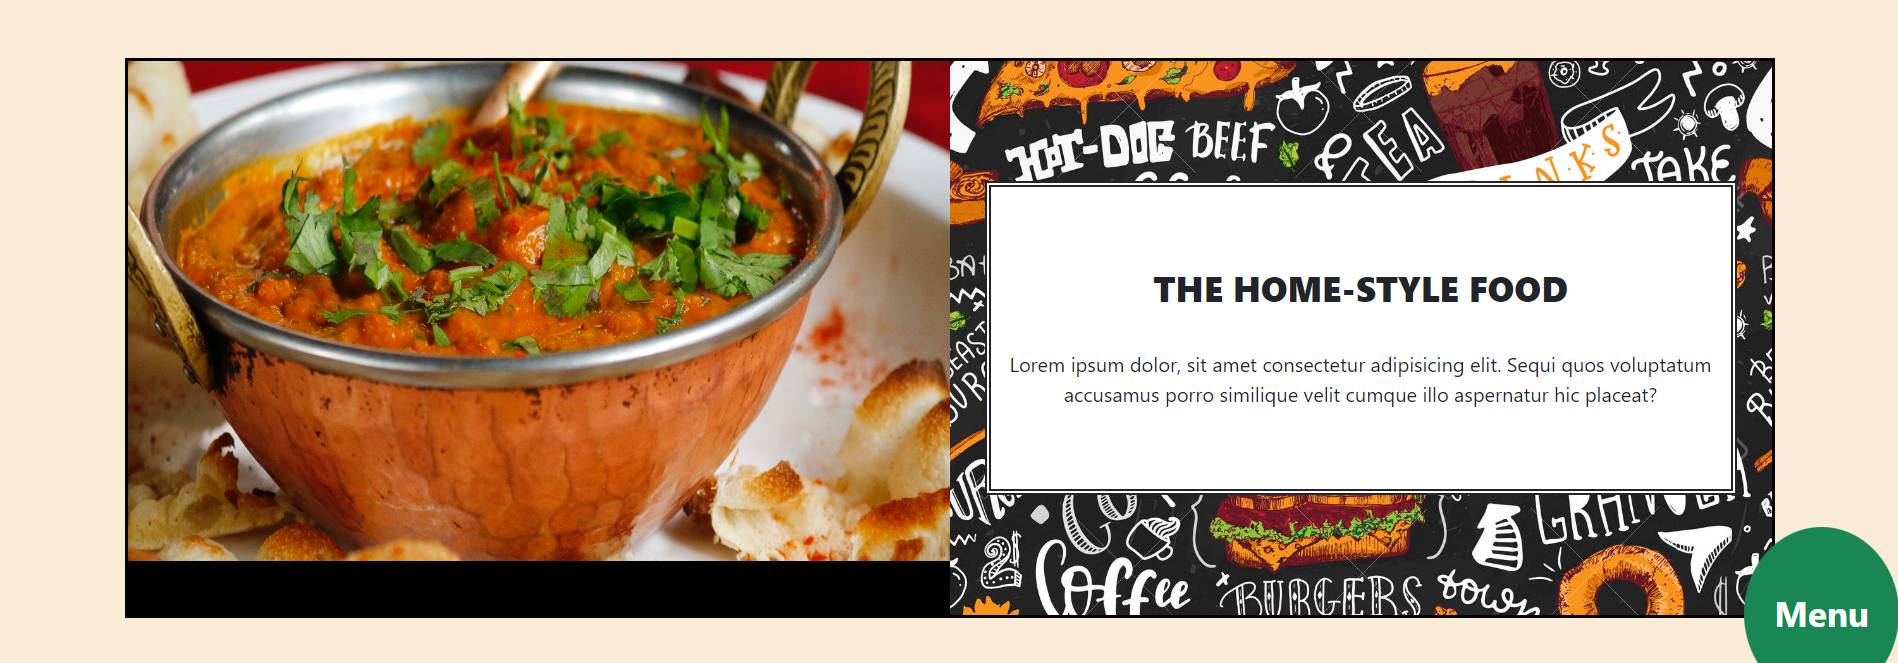 HOT-DOG BEEF
TEA
TAKE
THE HOME-STYLE FOOD
Lorem ipsum dolor, sit amet consectetur adipisicing elit. Sequi quos voluptatum
accusamus porro similique velit cumque illo aspernatur hic placeat?
Coffee
BURGERS
down
Menu